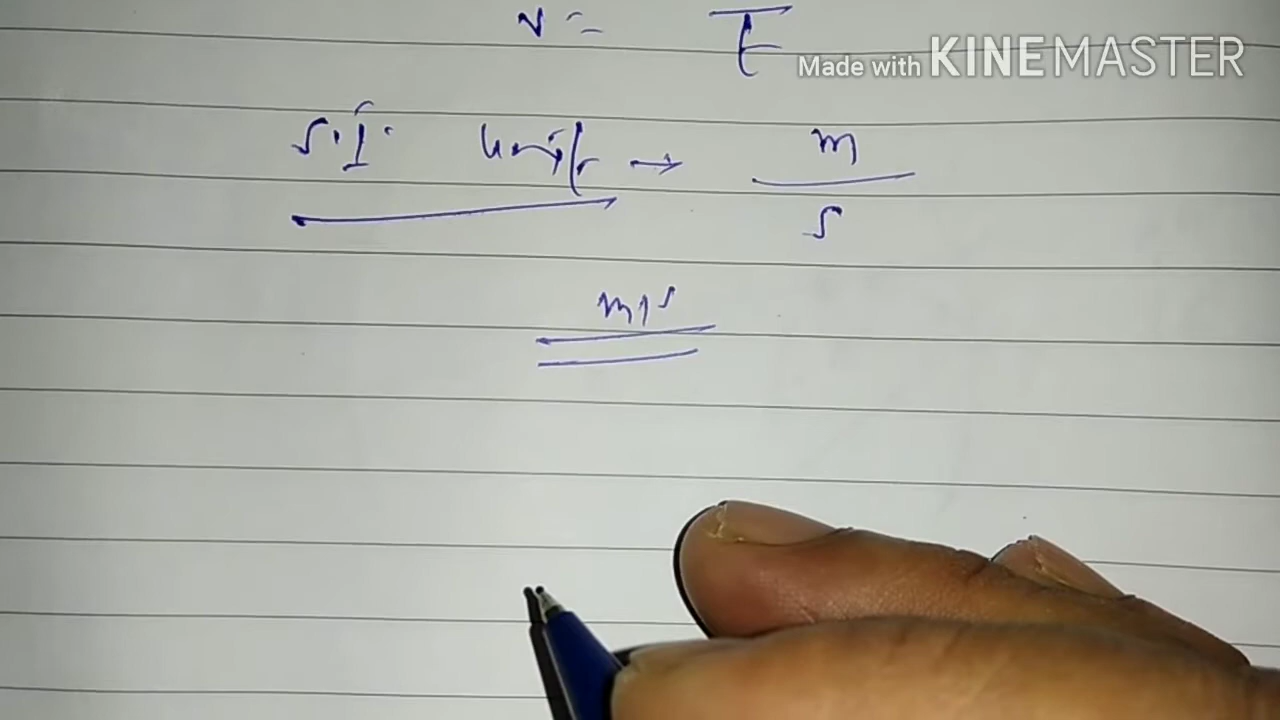 v = t
Made with KINEMASTER
S.I. Unit → m
s
m/s